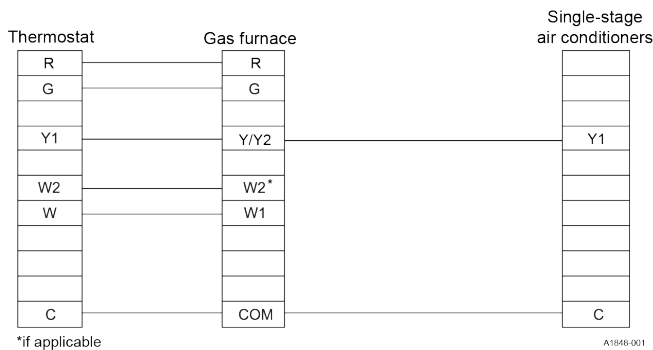 Single-stage
air conditioners
Thermostat Gas furnace
R R
G G
Y1 Y/Y2 Y1
W2 W2*
W W1
C COM C
*if applicable
A1848-001